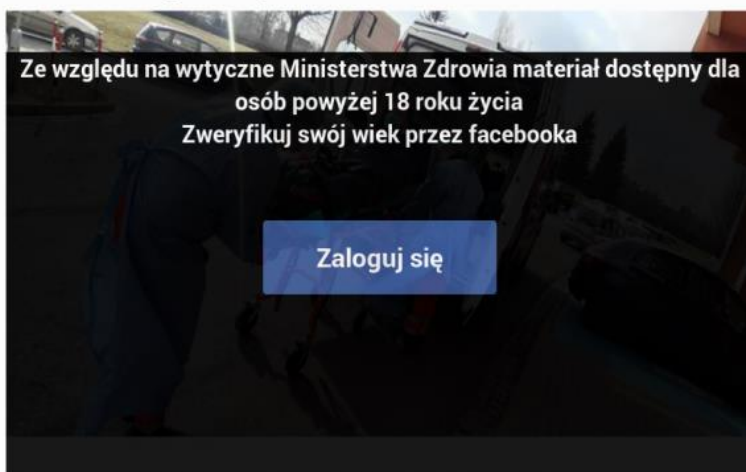 Ze względu na wytyczne Ministerstwa Zdrowia materiał dostępny dla
osób powyżej 18 roku życia
Zweryfikuj swój wiek przez facebooka
Zaloguj się